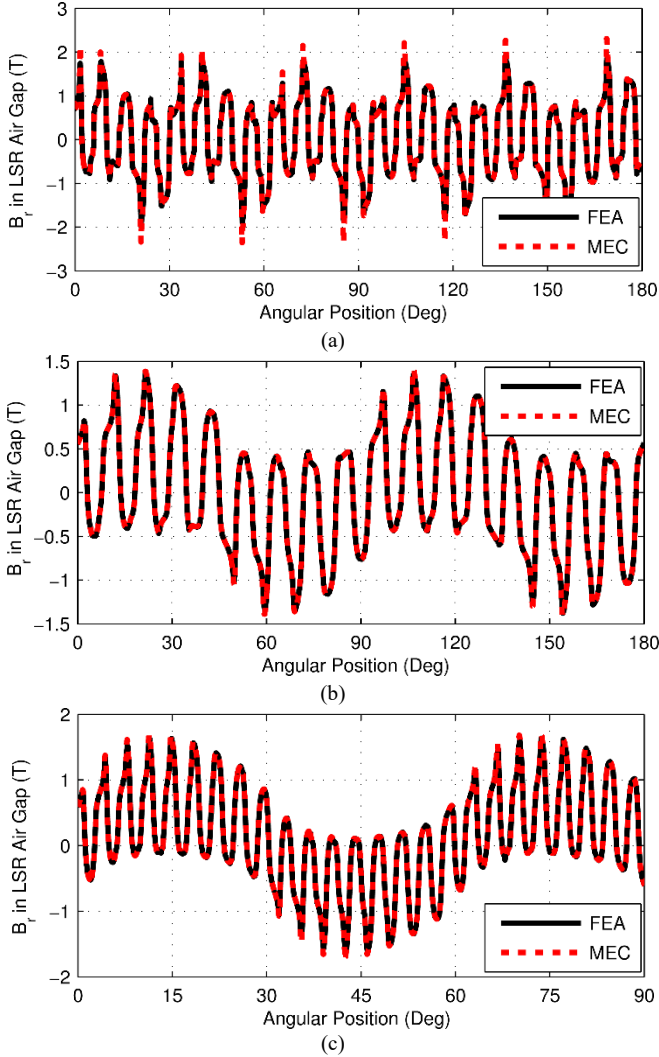 3
2
1
0
−1
−2
−3
B_r in LSR Air Gap (T)
FEA
MEC
0 30 60 90 120 150 180
Angular Position (Deg)
(a)
1.5
1
0.5
0
−0.5
−1
−1.5
B_r in LSR Air Gap (T)
FEA
MEC
0 30 60 90 120 150 180
Angular Position (Deg)
(b)
2
1
0
−1
−2
B_r in LSR Air Gap (T)
FEA
MEC
0 15 30 45 60 75 90
Angular Position (Deg)
(c)